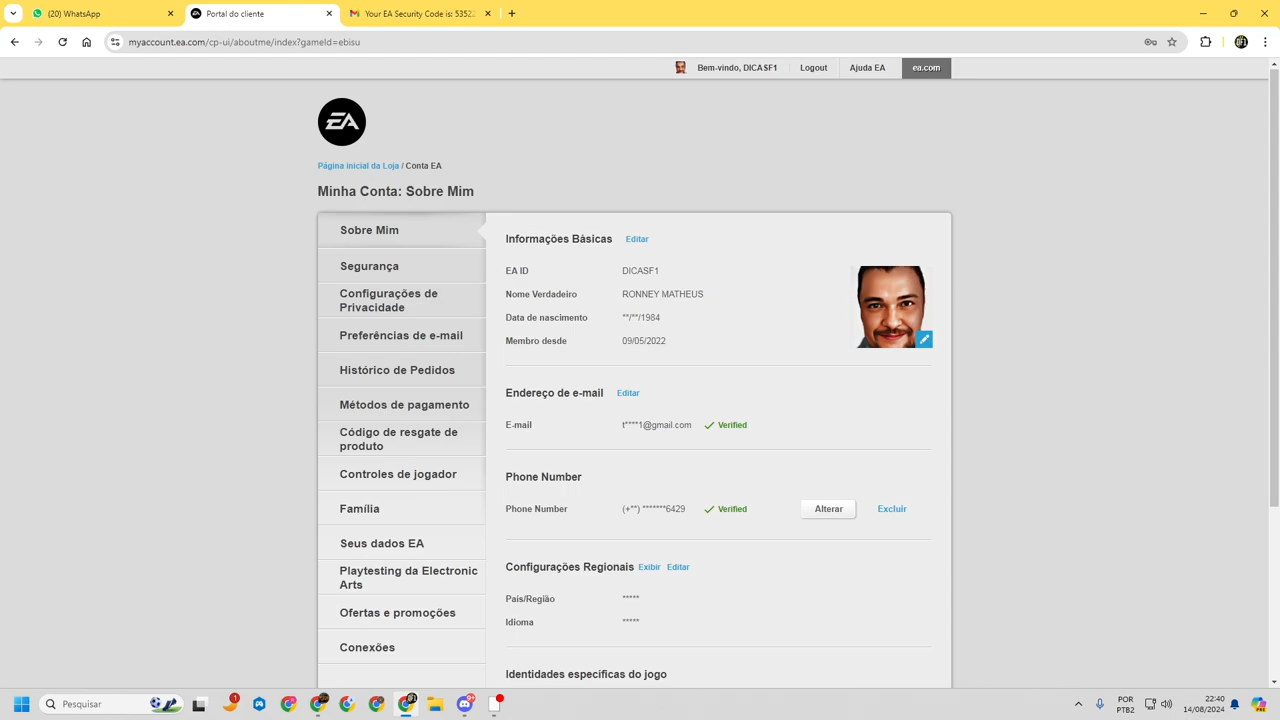 (20) WhatsApp
Portal do cliente
Your EA Security Code is: 5352
myaccount.ea.com/cp-ui/aboutme/index?gameId=ebisu
Bem-vindo, DICASF1
Logout
Ajuda EA
ea.com
EA
Página inicial da Loja / Conta EA
Minha Conta: Sobre Mim
Sobre Mim
Segurança
Configurações de
Privacidade
Preferências de e-mail
Histórico de Pedidos
Métodos de pagamento
Código de resgate de
produto
Controles de jogador
Família
Seus dados EA
Playtesting da Electronic
Arts
Ofertas e promoções
Conexões
Informações Básicas Editar
EA ID DICASF1
Nome Verdadeiro RONNEY MATHEUS
Data de nascimento **/**/1984
Membro desde 09/05/2022
Endereço de e-mail Editar
E-mail t****1@gmail.com Verified
Phone Number
Phone Number (+**) *******6429 Verified Alterar Excluir
Configurações Regionais Exibir Editar
País/Região *****
Idioma *****
Identidades específicas do jogo
Pesquisar
1
9+
POR
PTB2
22:40
14/08/2024